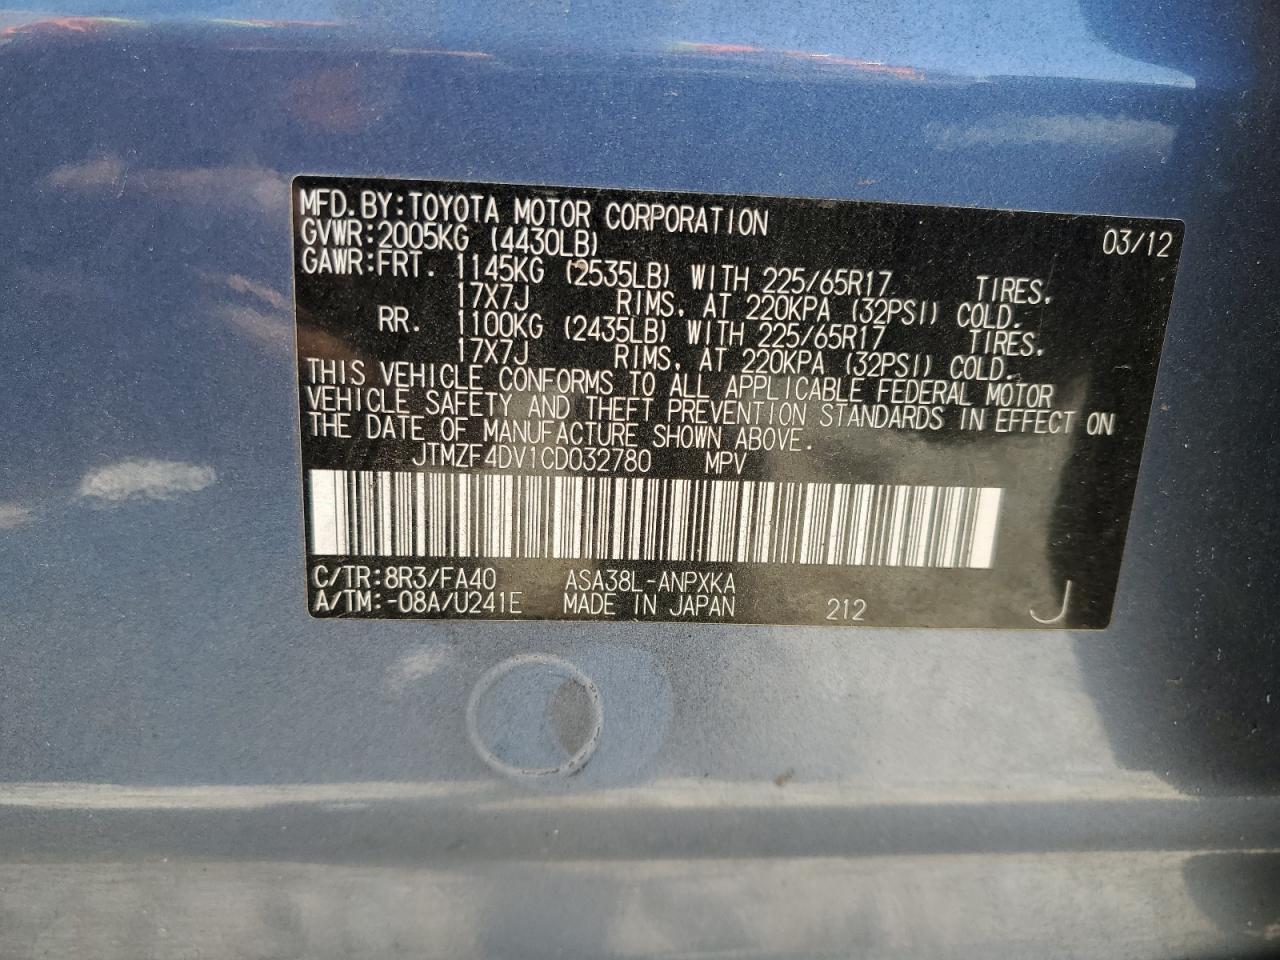 MFD. BY: TOYOTA MOTOR CORPORATION 03/12
GVWR: 2005KG (4430LB)
GAWR: FRT. 1145KG (2535LB) WITH 225/65R17 TIRES,
17X7J RIMS, AT 220KPA (32PSI) COLD.
RR. 1100KG (2435LB) WITH 225/65R17 TIRES,
17X7J RIMS, AT 220KPA (32PSI) COLD.
THIS VEHICLE CONFORMS TO ALL APPLICABLE FEDERAL MOTOR
VEHICLE SAFETY AND THEFT PREVENTION STANDARDS IN EFFECT ON
THE DATE OF MANUFACTURE SHOWN ABOVE.
JTMZF4DV1CD032780 MPV
C/TR: 8R3/FA40 ASA38L-ANPXKA
A/TM: -08A/U241E MADE IN JAPAN 212 J